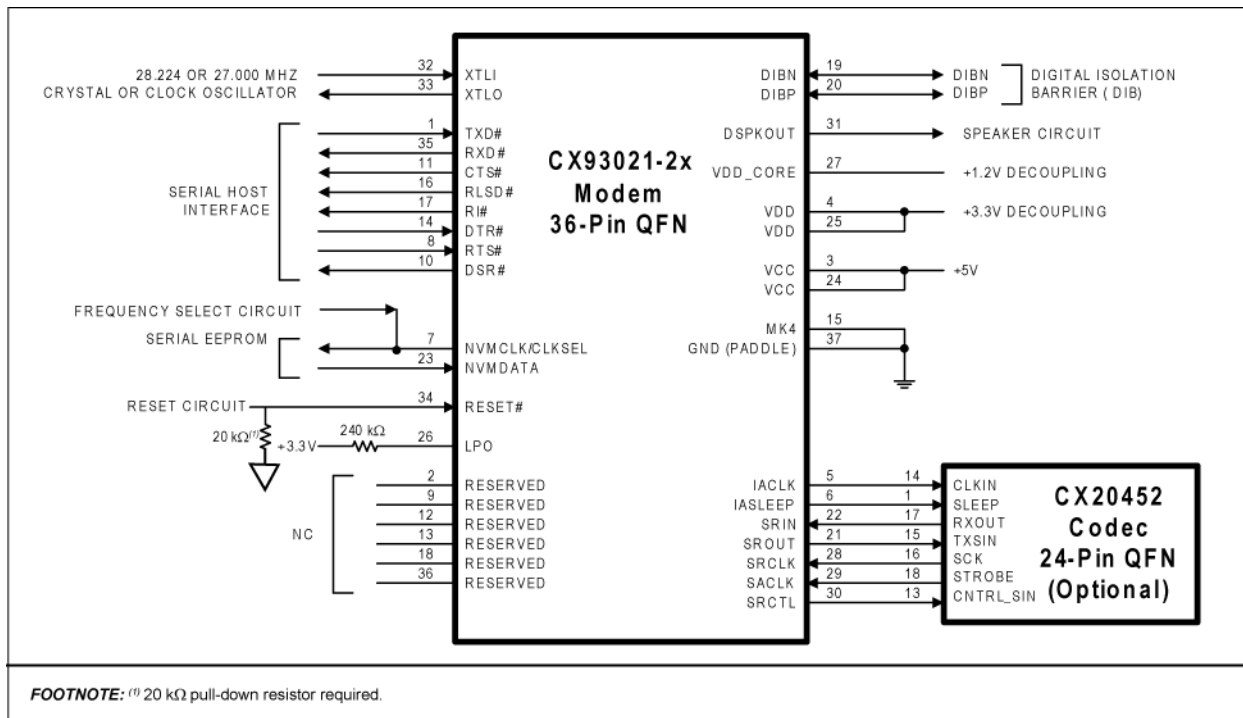 28.224 OR 27.000 MHZ
CRYSTAL OR CLOCK OSCILLATOR
32 XTLI
33 XTLO
SERIAL HOST
INTERFACE
1 TXD#
35 RXD#
11 CTS#
16 RLSD#
17 RI#
14 DTR#
8 RTS#
10 DSR#
FREQUENCY SELECT CIRCUIT
SERIAL EEPROM
7 NVMCLK/CLKSEL
23 NVMDATA
RESET CIRCUIT
34 RESET#
20 kΩ(1)
+3.3V
240 kΩ
26 LPO
NC
2 RESERVED
9 RESERVED
12 RESERVED
13 RESERVED
18 RESERVED
36 RESERVED
CX93021-2x
Modem
36-Pin QFN
DIBN 19 DIBN
DIBP 20 DIBP
DIGITAL ISOLATION
BARRIER ( DIB)
DSPKOUT 31 SPEAKER CIRCUIT
VDD_CORE 27 +1.2V DECOUPLING
VDD 4 +3.3V DECOUPLING
VDD 25
VCC 3 +5V
VCC 24
MK4 15
GND (PADDLE) 37
IACLK 5 14 CLKIN
IASLEEP 6 1 SLEEP
SRIN 22 17 RXOUT
SROUT 21 15 TXSIN
SRCLK 28 16 SCK
SACLK 29 18 STROBE
SRCTL 30 13 CNTRL_SIN
CX20452
Codec
24-Pin QFN
(Optional)
FOOTNOTE: (1) 20 kΩ pull-down resistor required.